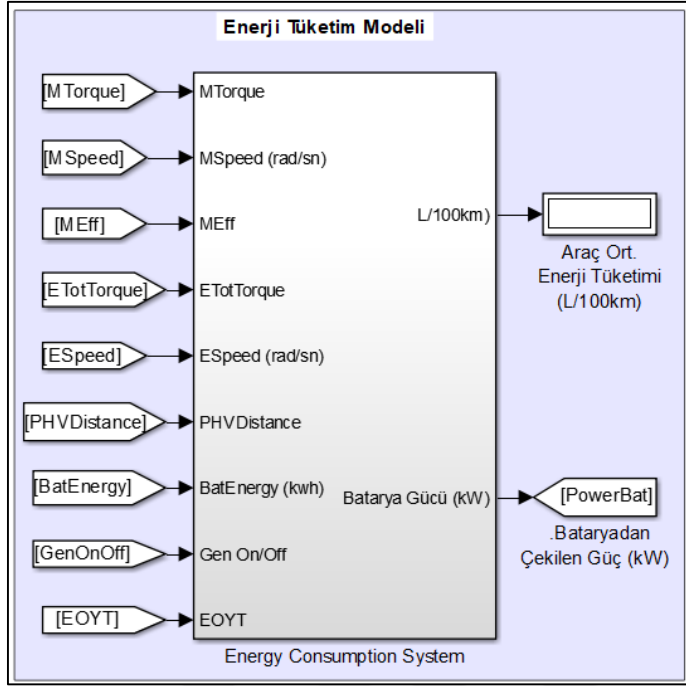 Enerji Tüketim Modeli
[MTorque]
MTorque
[MSpeed]
MSpeed (rad/sn)
[MEff]
MEff
L/100km)
Araç Ort.
Enerji Tüketimi
(L/100km)
[ETotTorque]
ETotTorque
[ESpeed]
ESpeed (rad/sn)
[PHVDistance]
PHVDistance
[BatEnergy]
BatEnergy (kwh)
Batarya Gücü (kW)
[PowerBat]
.Bataryadan
Çekilen Güç (kW)
[GenOnOff]
Gen On/Off
[EOYT]
EOYT
Energy Consumption System